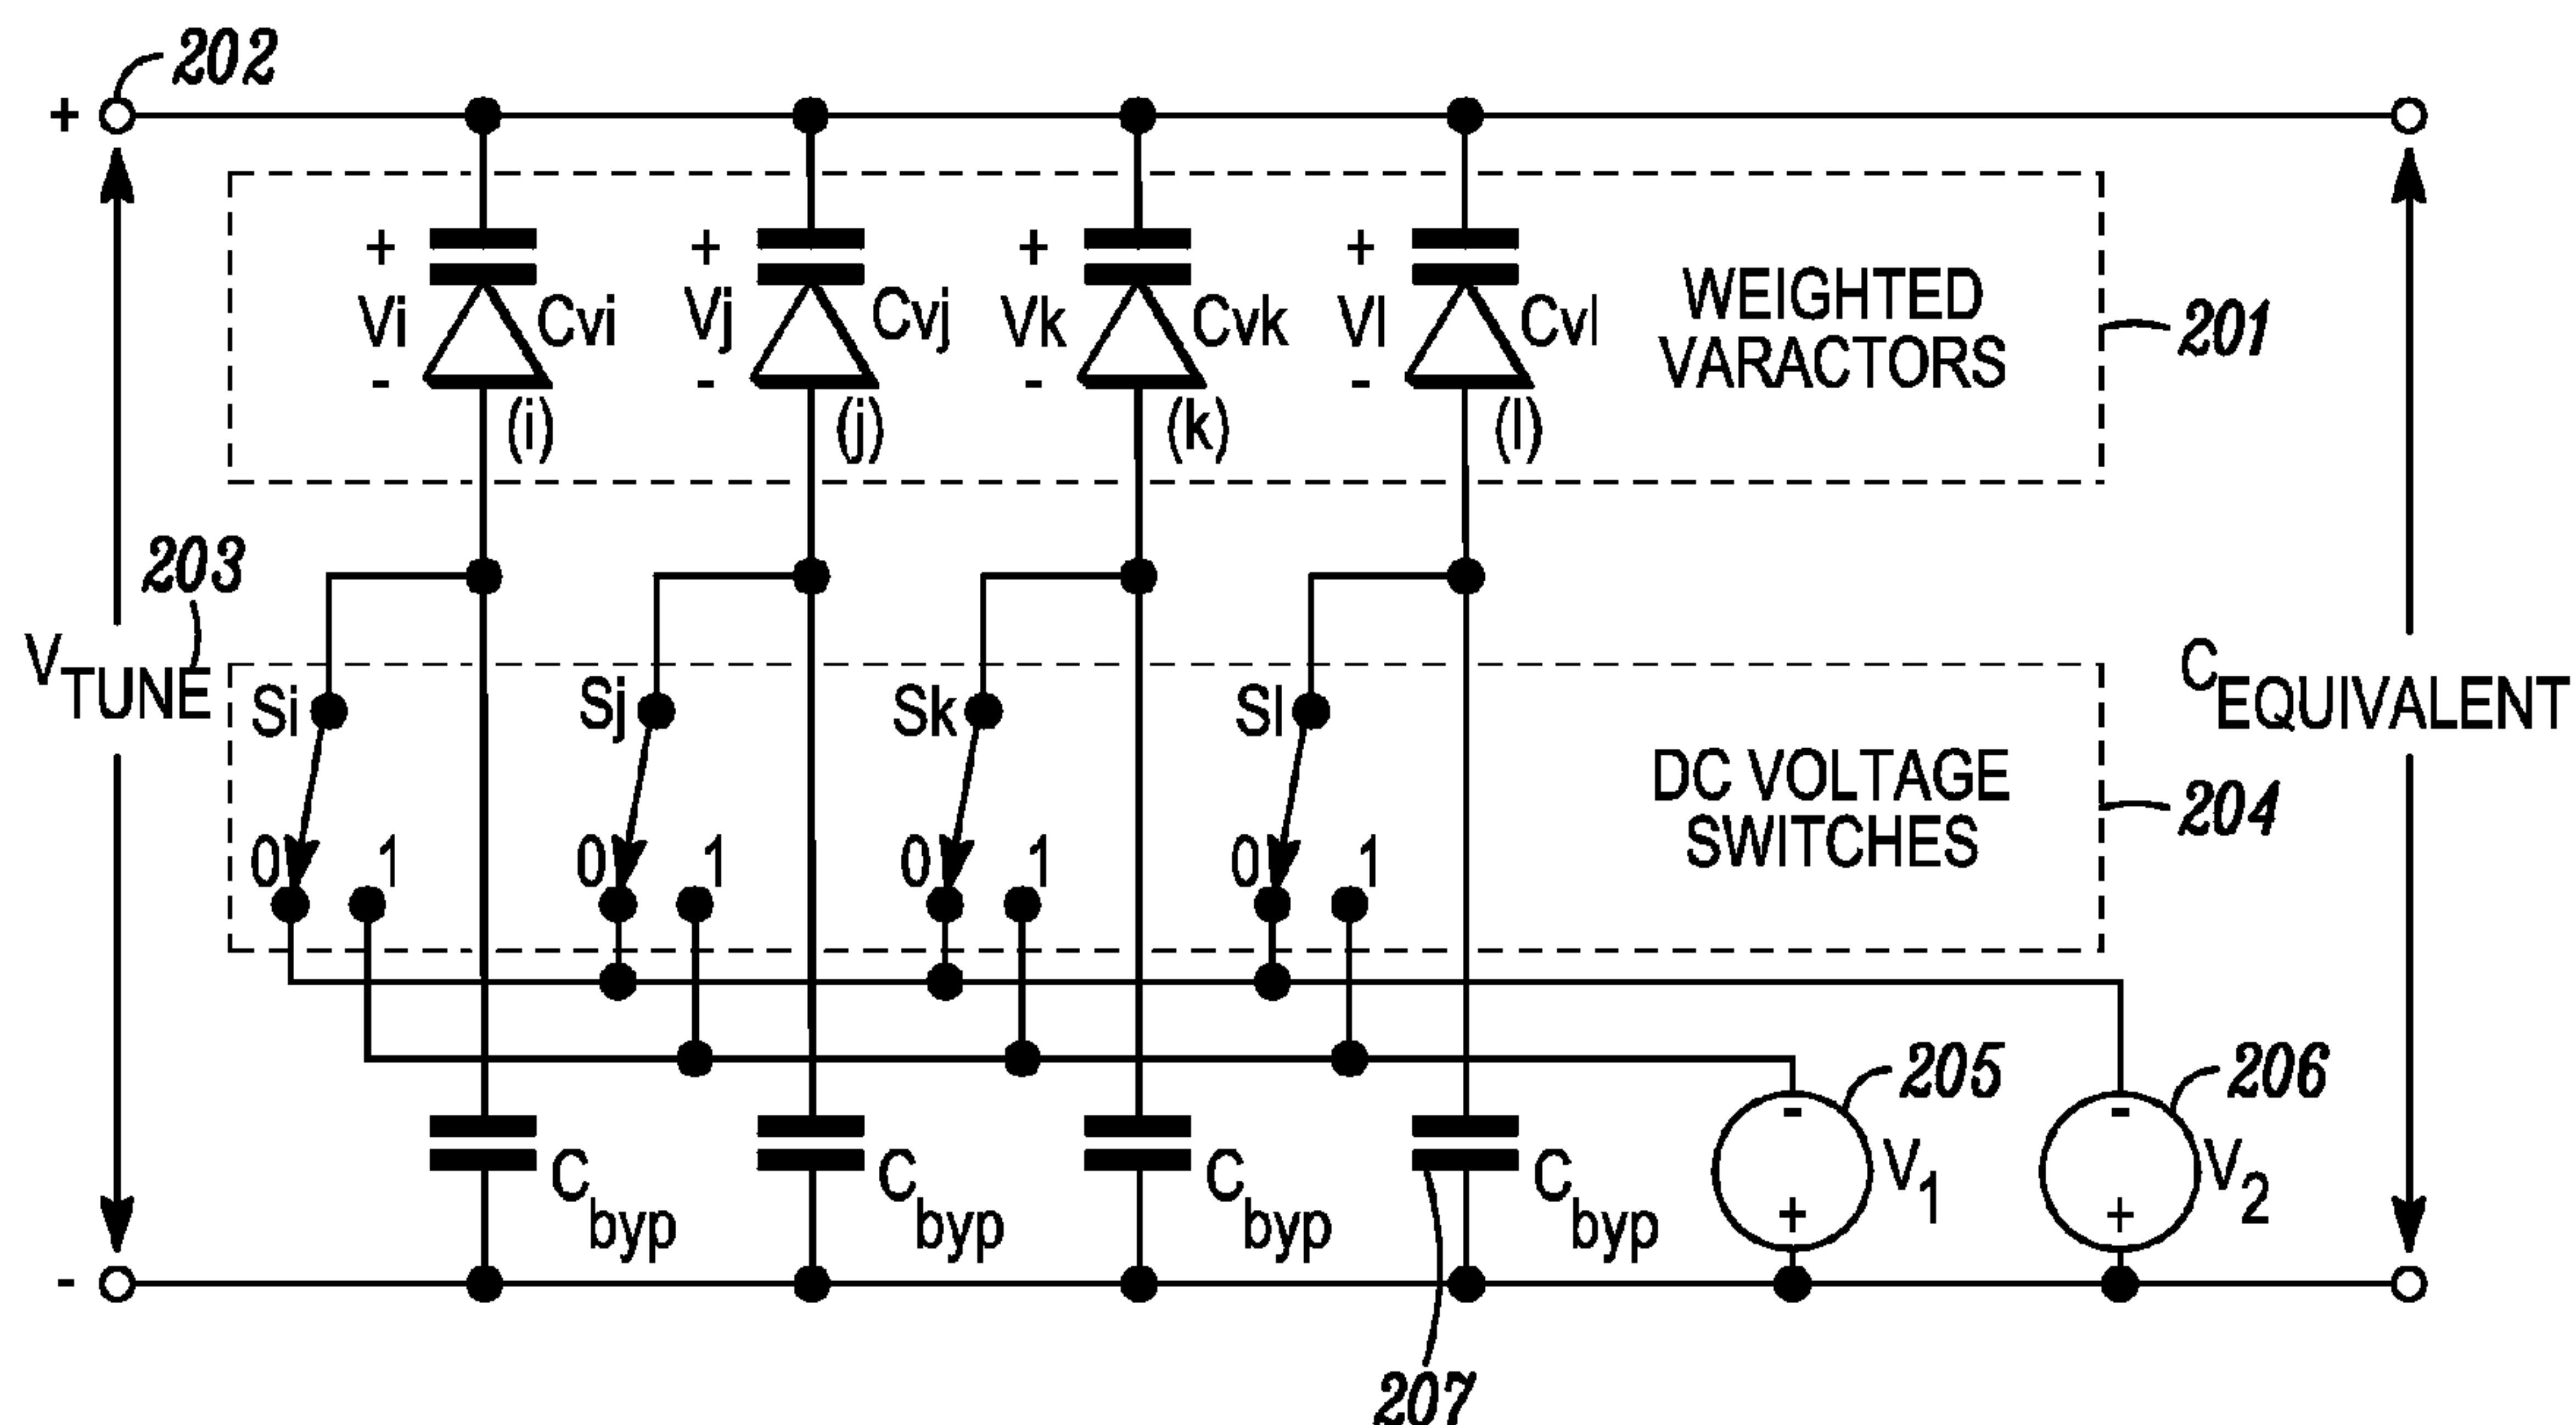 202
+
+ + + +
Vi Cvi Vj Cvj Vk Cvk Vl Cvl
- - - -
(i) (j) (k) (l)
WEIGHTED
VARACTORS
201
203
VTUNE
CEQUIVALENT
Si Sj Sk Sl
0 1 0 1 0 1 0 1
DC VOLTAGE
SWITCHES
204
205
206
- -
Cbyp Cbyp Cbyp Cbyp
V1 V2
+ +
-
207